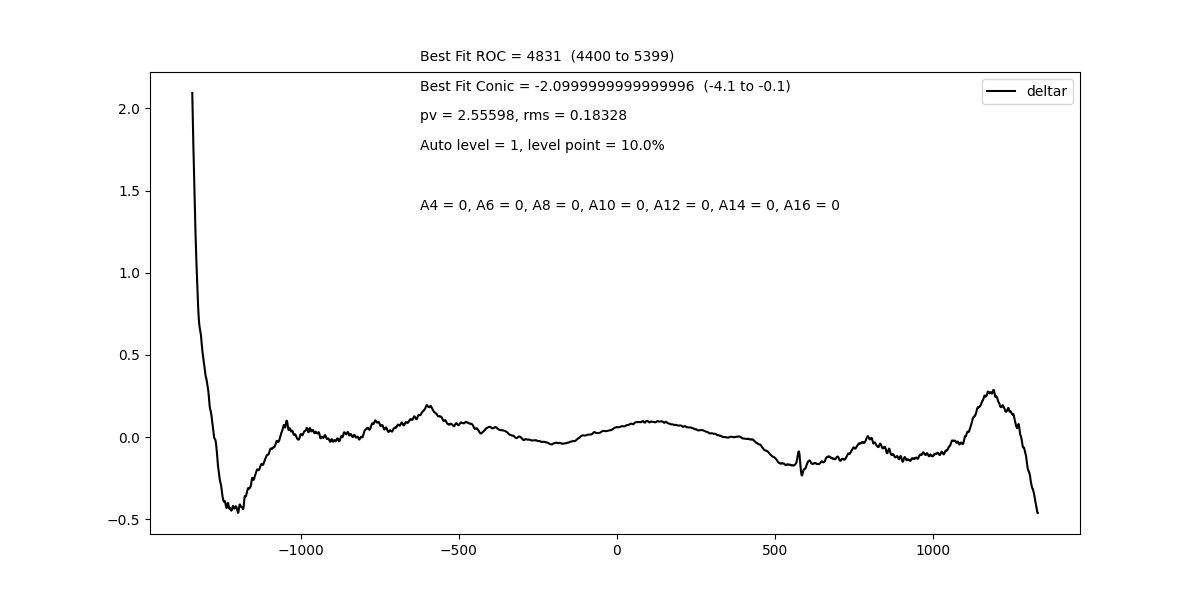 Best Fit ROC = 4831  (4400 to 5399)
Best Fit Conic = -2.0999999999999996  (-4.1 to -0.1)
deltar
2.0
pv = 2.55598, rms = 0.18328
Auto level = 1, level point = 10.0%
1.5
A4 = 0, A6 = 0, A8 = 0, A10 = 0, A12 = 0, A14 = 0, A16 = 0
1.0
0.5
0.0
−0.5
−1000 −500 0 500 1000